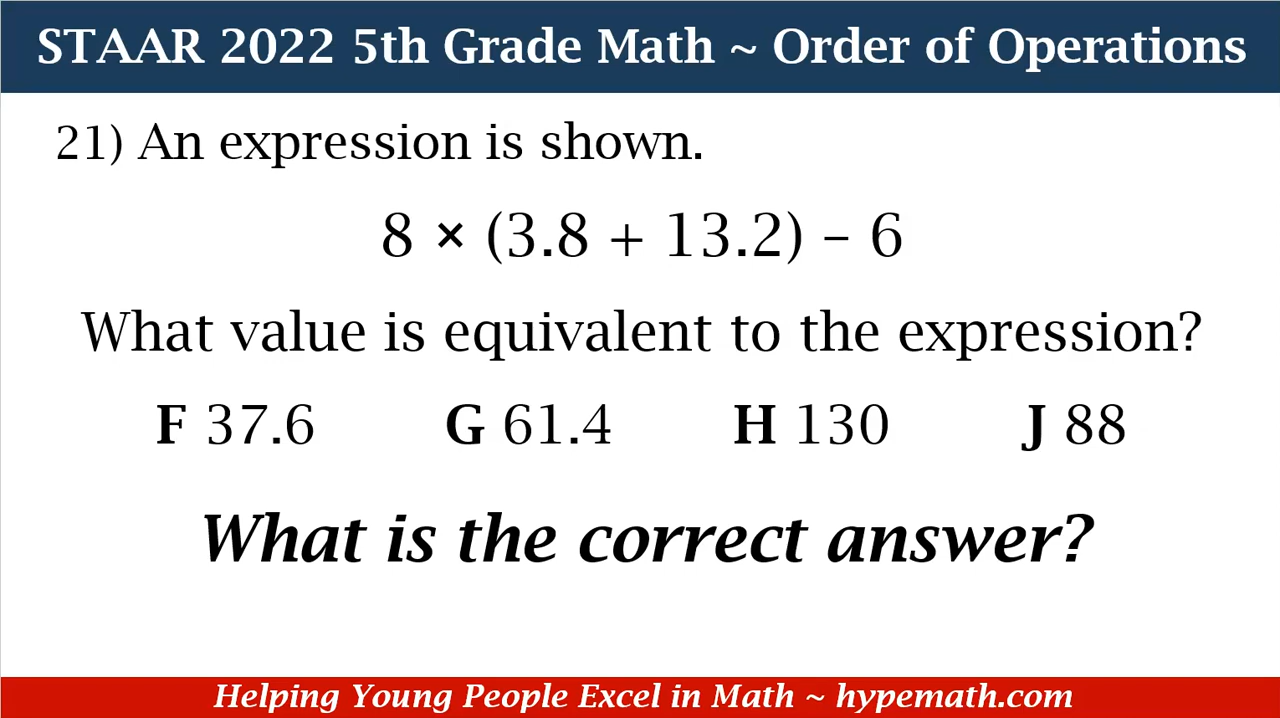 STAAR 2022 5th Grade Math ~ Order of Operations
21) An expression is shown.
8 × (3.8 + 13.2) – 6
What value is equivalent to the expression?
F 37.6 G 61.4 H 130 J 88
What is the correct answer?
Helping Young People Excel in Math ~ hypemath.com